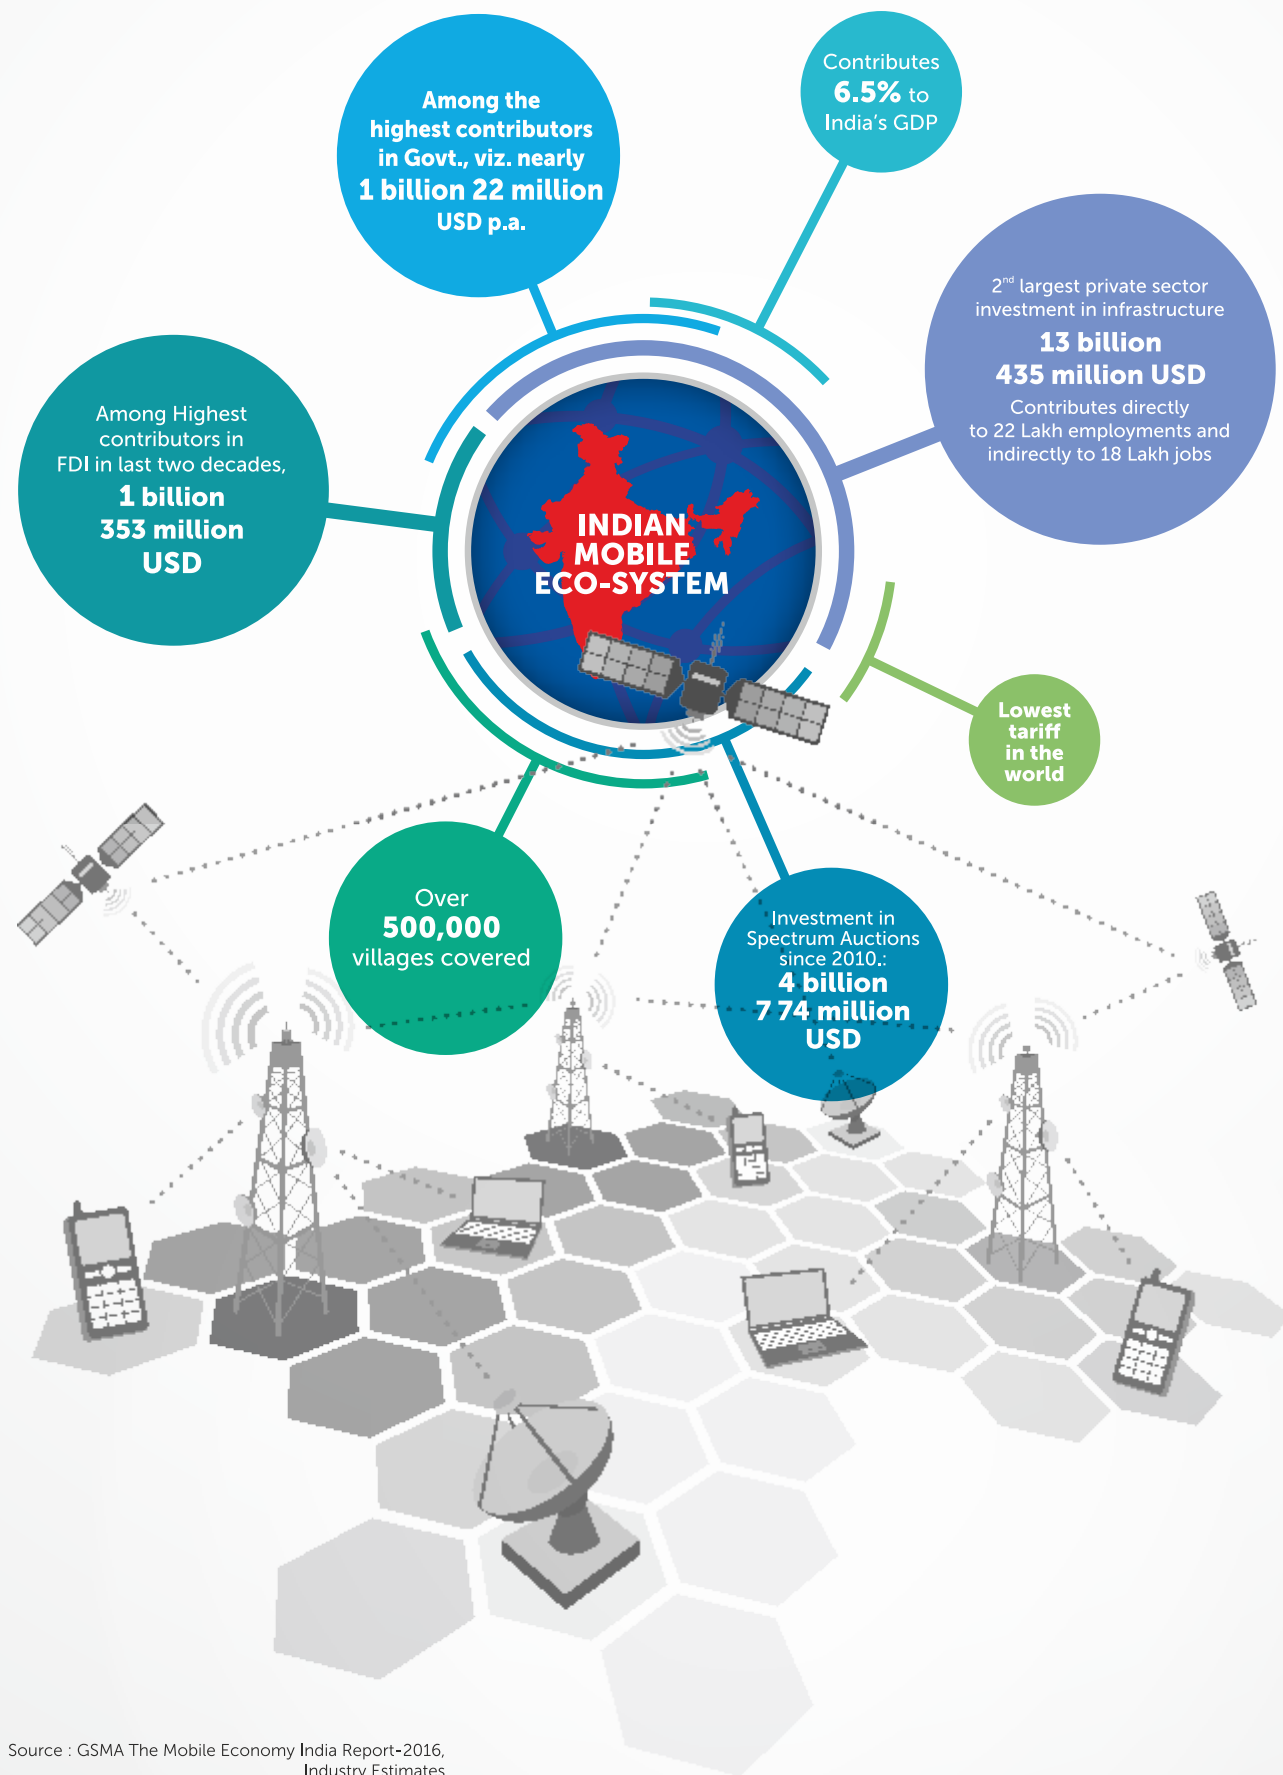 Among the
highest contributors
in Govt., viz. nearly
1 billion 22 million
USD p.a.
Contributes
6.5% to
India's GDP
2nd largest private sector
investment in infrastructure
13 billion
435 million USD
Contributes directly
to 22 Lakh employments and
indirectly to 18 Lakh jobs
Among Highest
contributors in
FDI in last two decades,
1 billion
353 million
USD
INDIAN
MOBILE
ECO-SYSTEM
Lowest
tariff
in the
world
Over
500,000
villages covered
Investment in
Spectrum Auctions
since 2010.:
4 billion
7 74 million
USD
Source : GSMA The Mobile Economy India Report-2016,
Industry Estimates